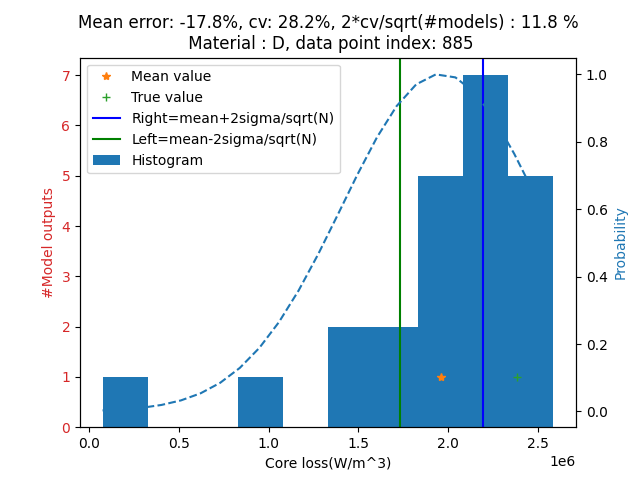 Mean error: -17.8%, cv: 28.2%, 2*cv/sqrt(#models) : 11.8 %
Material : D, data point index: 885
Mean value
True value
Right=mean+2sigma/sqrt(N)
Left=mean-2sigma/sqrt(N)
Histogram
#Model outputs
7
6
5
4
3
2
1
0
Probability
1.0
0.8
0.6
0.4
0.2
0.0
0.0 0.5 1.0 1.5 2.0 2.5
1e6
Core loss(W/m^3)